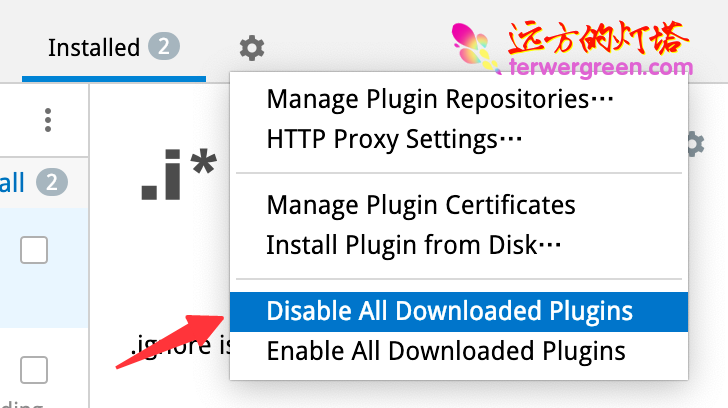 Installed 2
远方的灯塔
terwergreen.com
Manage Plugin Repositories···
HTTP Proxy Settings···
.i*
all 2
Manage Plugin Certificates
Install Plugin from Disk···
Disable All Downloaded Plugins
.ignore is
Enable All Downloaded Plugins